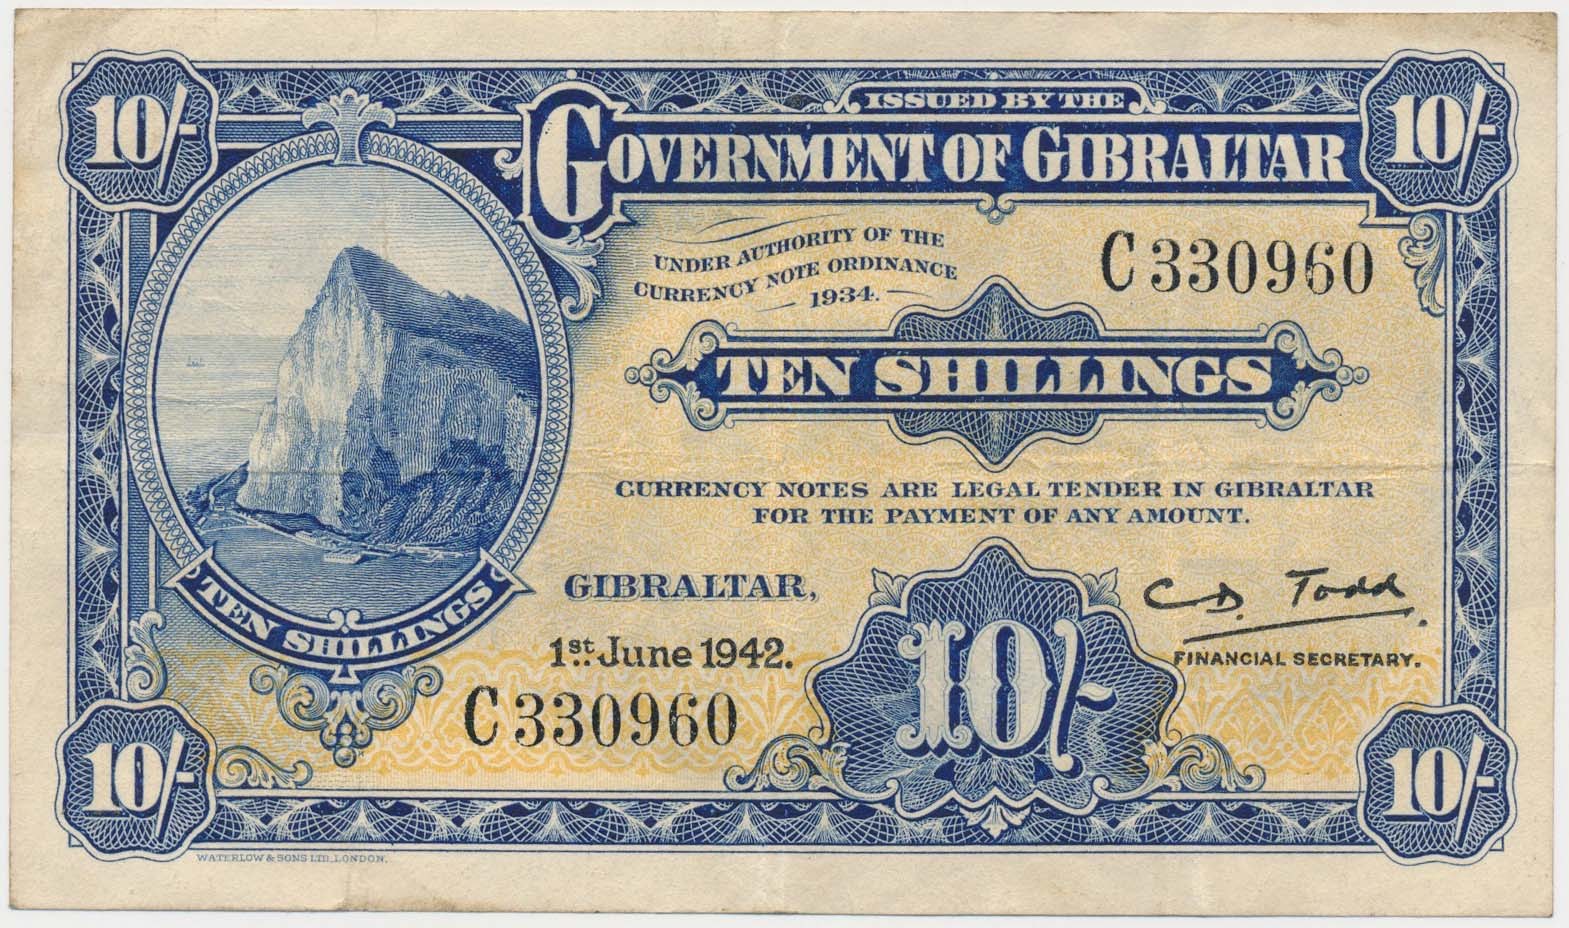 ISSUED BY THE
10/- GOVERNMENT OF GIBRALTAR 10/-
UNDER AUTHORITY OF THE
CURRENCY NOTE ORDINANCE
1934.
C 330960
TEN SHILLINGS
CURRENCY NOTES ARE LEGAL TENDER IN GIBRALTAR
FOR THE PAYMENT OF ANY AMOUNT.
TEN SHILLINGS
GIBRALTAR,
1st: June 1942.
C 330960
10/-
C D. Todd
FINANCIAL SECRETARY.
10/- 10/-
WATERLOW & SONS LTD., LONDON.